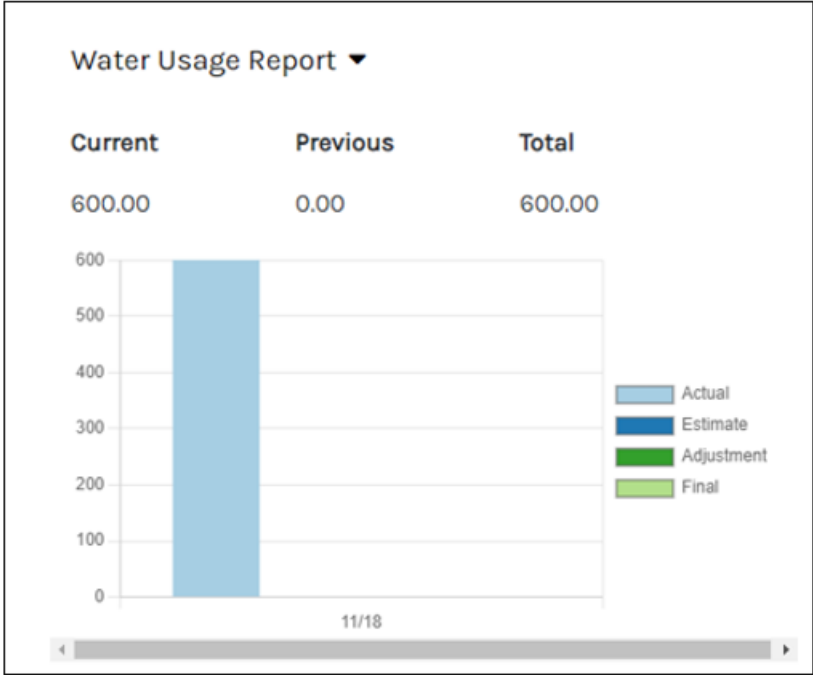 Water Usage Report
Current Previous Total
600.00 0.00 600.00
600
500
400
300
200
100
0
11/18
Actual
Estimate
Adjustment
Final